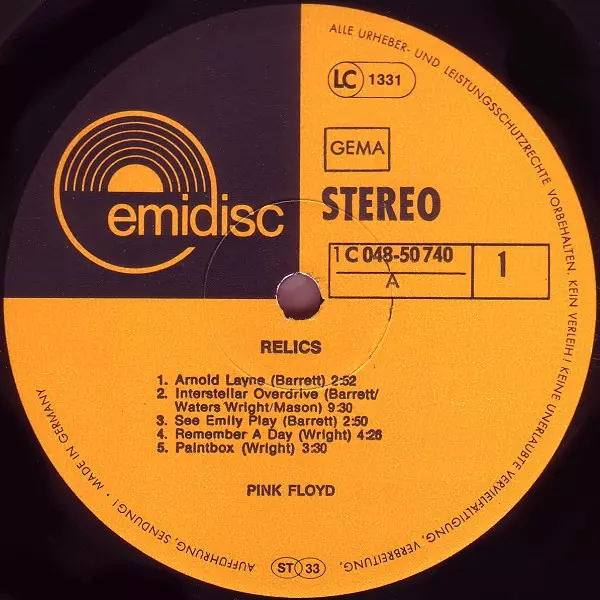 ALLE URHEBER- UND LEISTUNGSSCHUTZRECHTE VORBEHALTEN. KEIN VERLEIH! KEINE UNERLAUBTE VERVIELFÄLTIGUNG, VERBREITUNG, AUFFÜHRUNG, SENDUNG! • MADE IN GERMANY
LC 1331
GEMA
emidisc
STEREO
1 C 048-50 740
A
1
RELICS
1. Arnold Layne (Barrett) 2:52
2. Interstellar Overdrive (Barrett/
Waters/Wright/Mason) 9:30
3. See Emily Play (Barrett) 2:50
4. Remember A Day (Wright) 4:26
5. Paintbox (Wright) 3:30
PINK FLOYD
ST 33